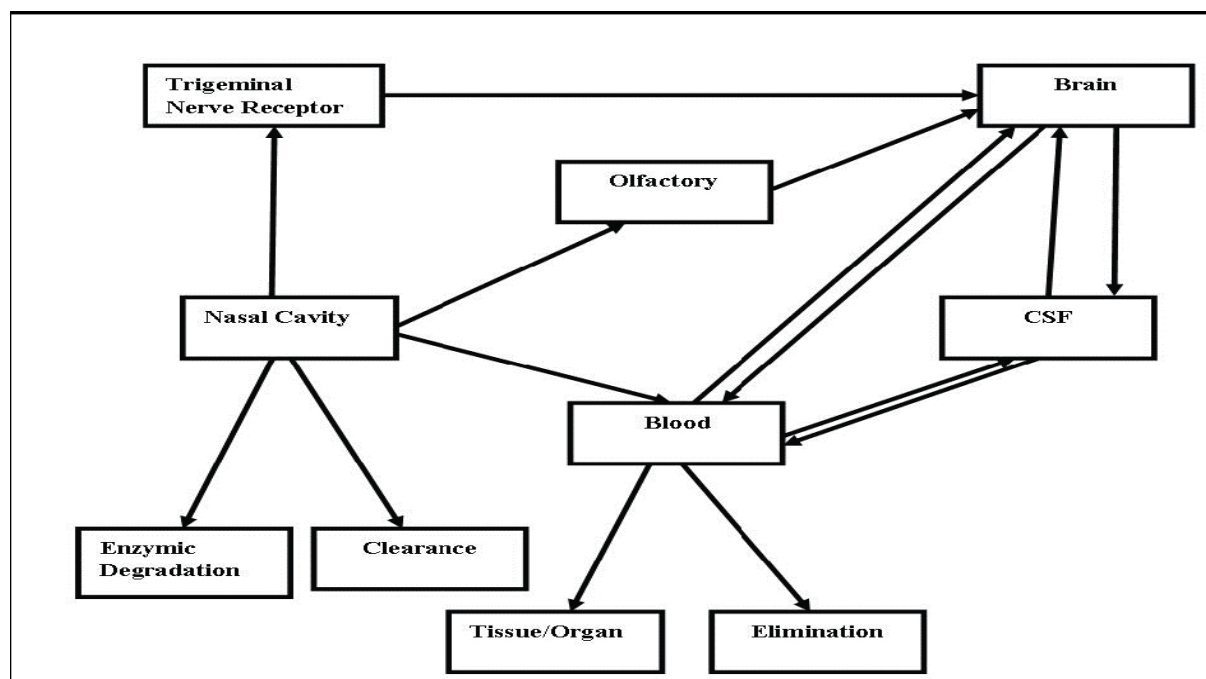 Trigeminal
Nerve Receptor
Brain
Olfactory
Nasal Cavity
CSF
Blood
Enzymic
Degradation
Clearance
Tissue/Organ
Elimination